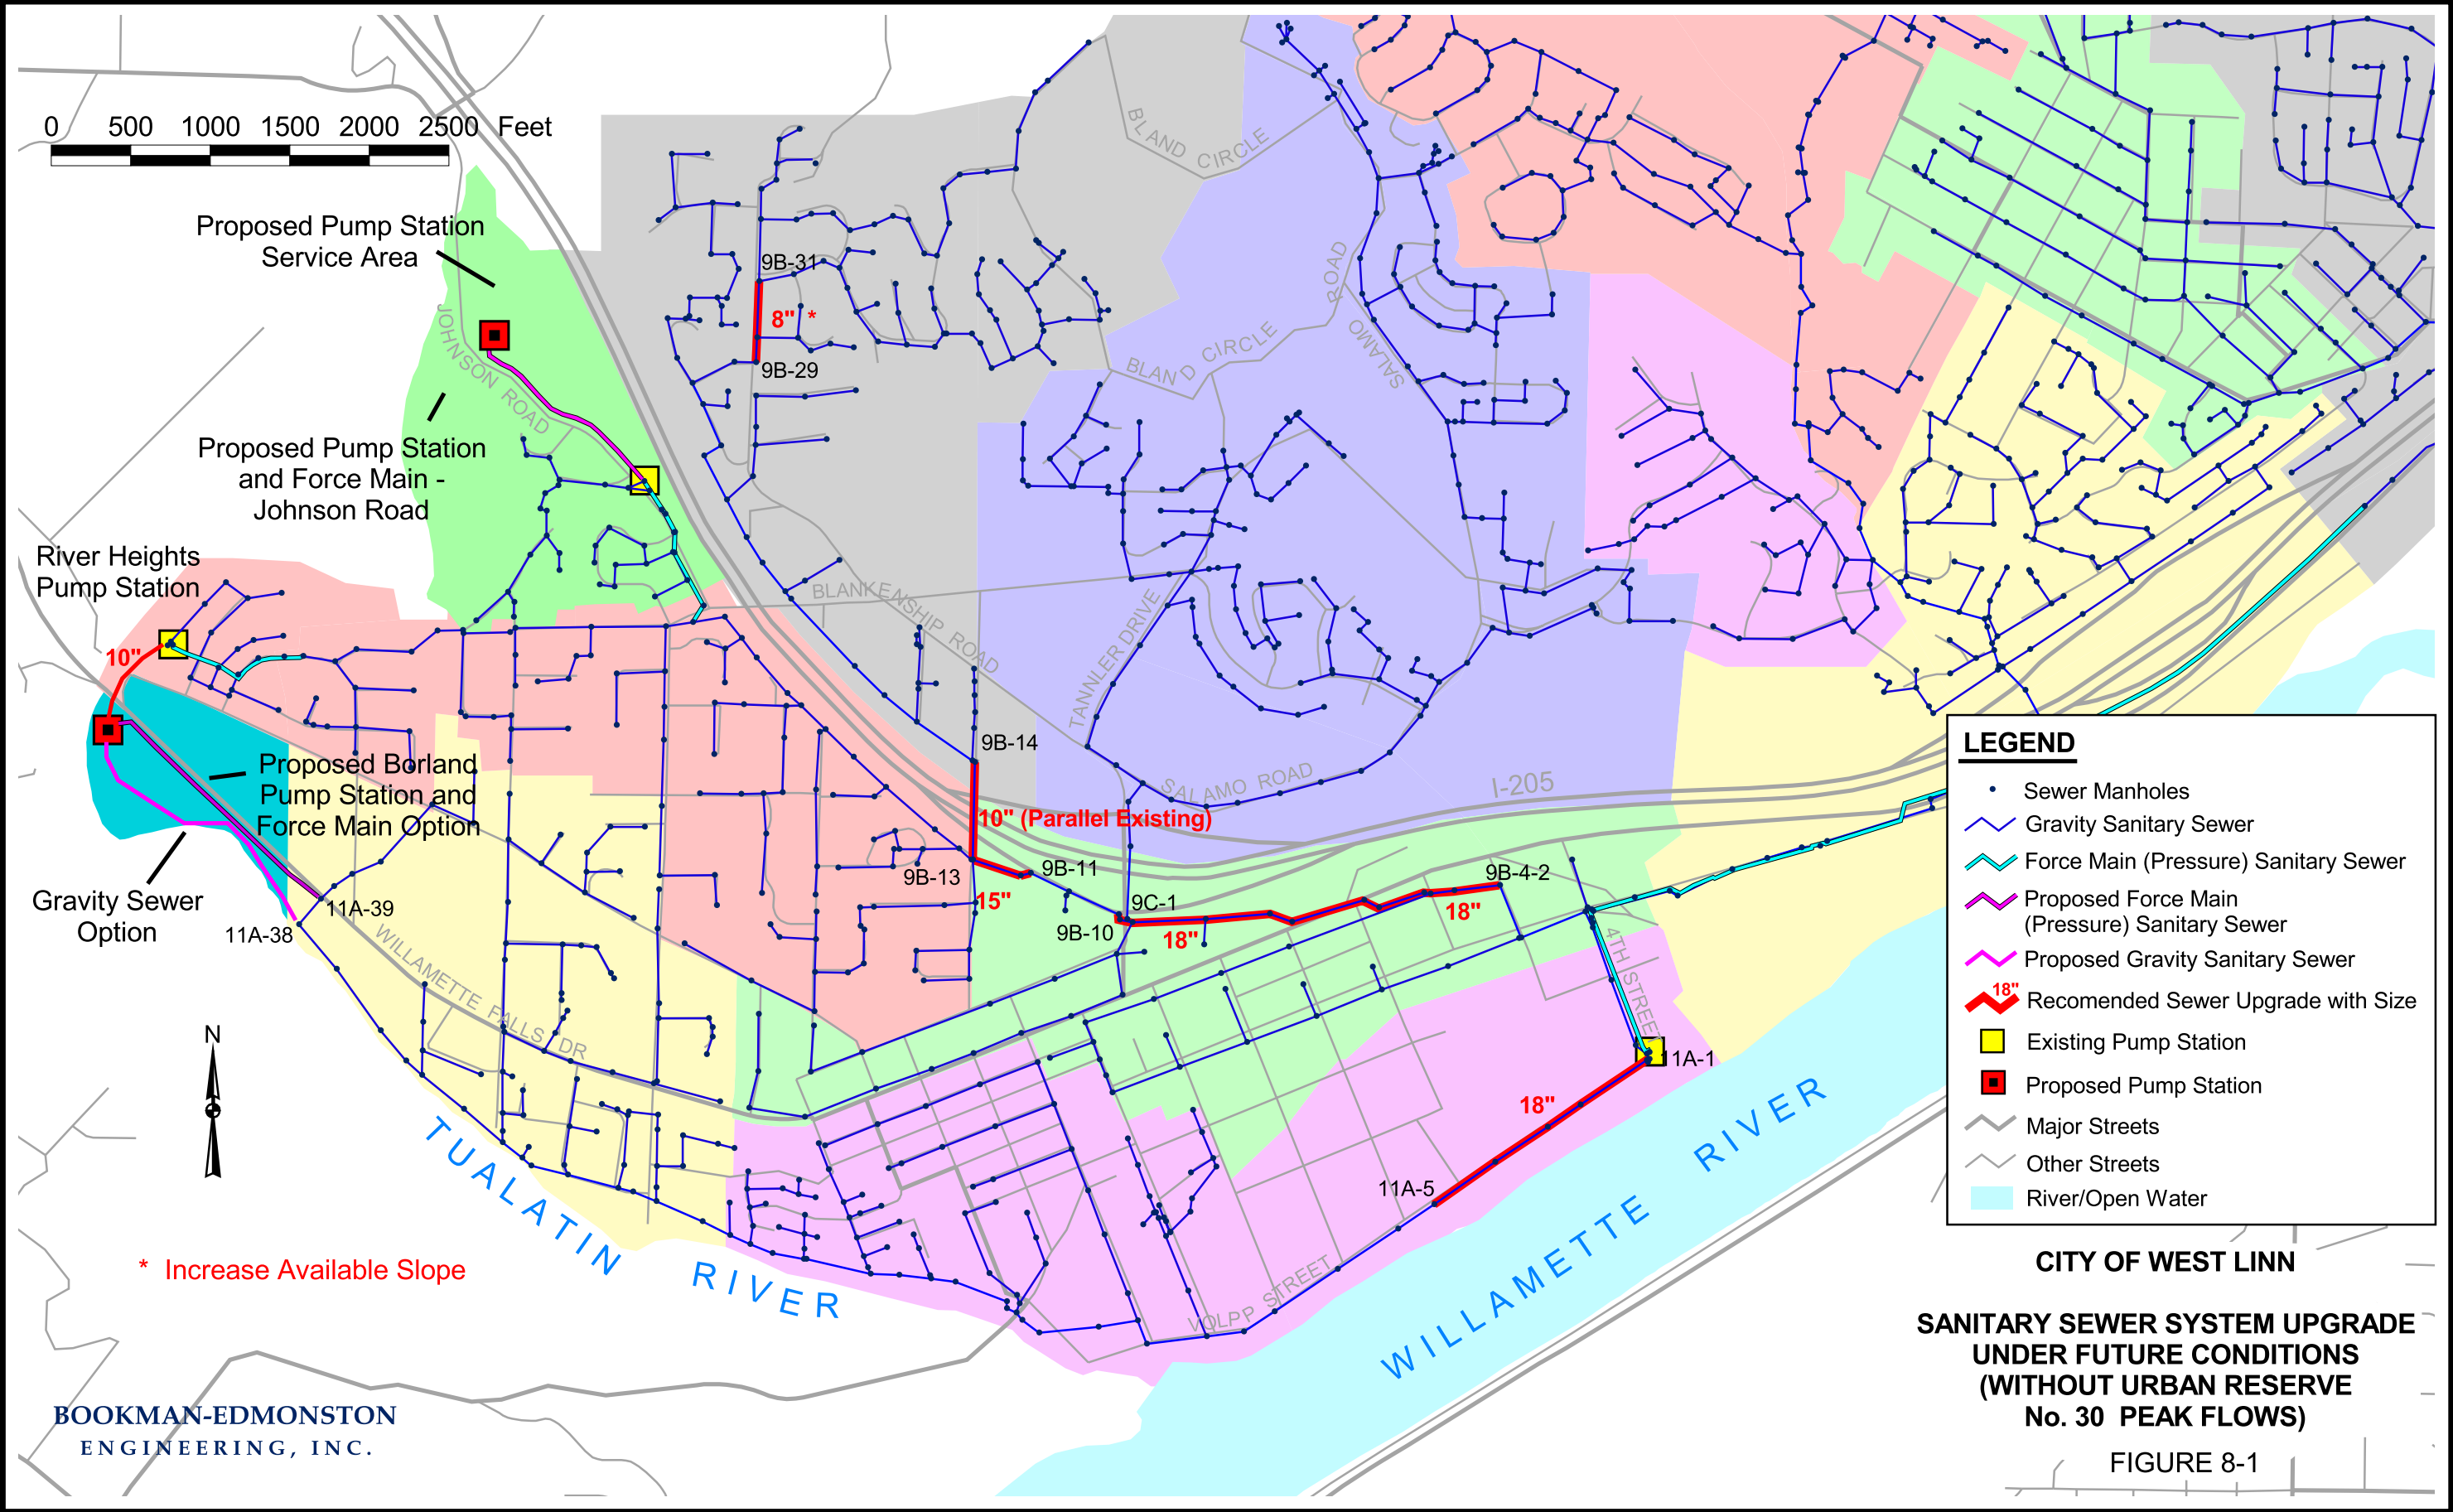 0 500 1000 1500 2000 2500 Feet
Proposed Pump Station
Service Area
Proposed Pump Station
and Force Main -
Johnson Road
River Heights
Pump Station
10"
Proposed Borland
Pump Station and
Force Main Option
Gravity Sewer
Option
11A-39
11A-38
JOHNSON ROAD
BLAND CIRCLE
BLAND CIRCLE
SALAMO ROAD
9B-31
8" *
9B-29
BLANKENSHIP ROAD
TANNLER DRIVE
SALAMO ROAD
I-205
9B-14
10" (Parallel Existing)
9B-13
9B-11
15"
9C-1
9B-10
18"
18"
9B-4-2
4TH STREET
11A-1
18"
11A-5
WILLAMETTE FALLS DR
VOLPP STREET
TUALATIN RIVER
WILLAMETTE RIVER
N
* Increase Available Slope
BOOKMAN-EDMONSTON
ENGINEERING, INC.
LEGEND
Sewer Manholes
Gravity Sanitary Sewer
Force Main (Pressure) Sanitary Sewer
Proposed Force Main
(Pressure) Sanitary Sewer
Proposed Gravity Sanitary Sewer
18" Recomended Sewer Upgrade with Size
Existing Pump Station
Proposed Pump Station
Major Streets
Other Streets
River/Open Water
CITY OF WEST LINN
SANITARY SEWER SYSTEM UPGRADE
UNDER FUTURE CONDITIONS
(WITHOUT URBAN RESERVE
No. 30 PEAK FLOWS)
FIGURE 8-1